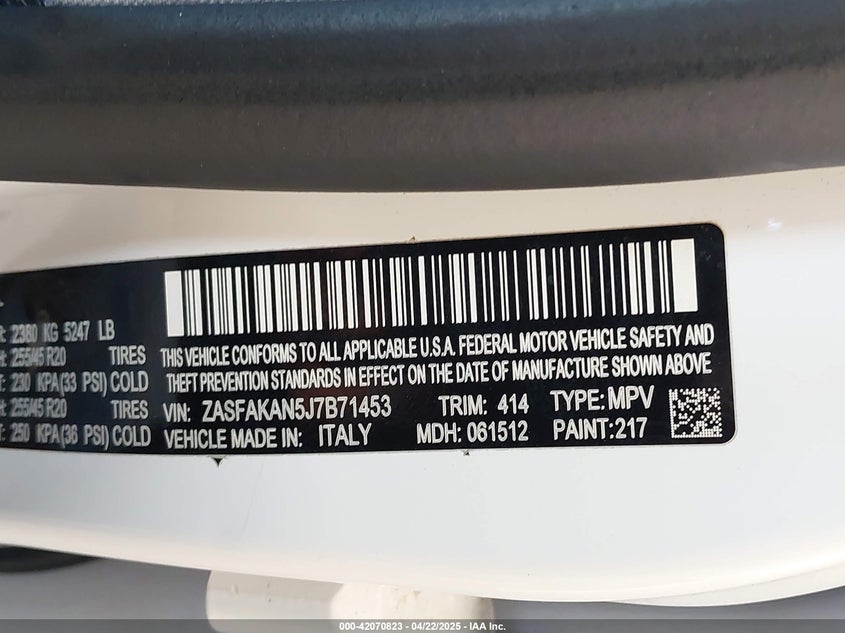 2380 KG 5247 LB
255/45 R20 TIRES
230 KPA(33 PSI) COLD
255/45 R20 TIRES
250 KPA(36 PSI) COLD
THIS VEHICLE CONFORMS TO ALL APPLICABLE U.S.A. FEDERAL MOTOR VEHICLE SAFETY AND
THEFT PREVENTION STANDARDS IN EFFECT ON THE DATE OF MANUFACTURE SHOWN ABOVE
VIN: ZASFAKAN5J7B71453 TRIM: 414 TYPE:MPV
VEHICLE MADE IN: ITALY MDH: 061512 PAINT:217
000-42070823 - 04/22/2025 - IAA Inc.